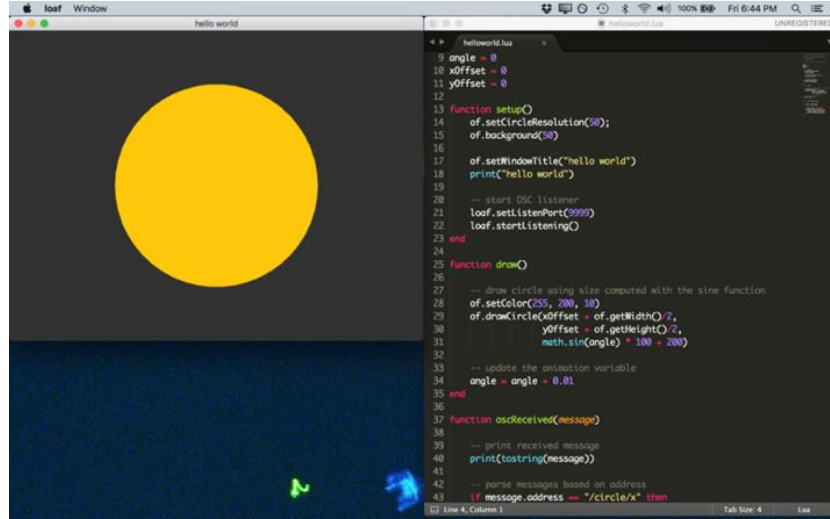 loaf Window
100% Fri 6:44 PM
hello world
helloworld.lua
UNREGISTERED
helloworld.lua x
9 angle = 0
10 xOffset = 0
11 yOffset = 0
12
13 function setup()
14 of.setCircleResolution(50);
15 of.background(50)
16
17 of.setWindowTitle("hello world")
18 print("hello world")
19
20 -- start OSC listener
21 loaf.setListenPort(9999)
22 loaf.startListening()
23 end
24
25 function draw()
26
27 -- draw circle using size computed with the sine function
28 of.setColor(255, 200, 10)
29 of.drawCircle(xOffset + of.getWidth()/2,
30 yOffset + of.getHeight()/2,
31 math.sin(angle) * 100 + 200)
32
33 -- update the animation variable
34 angle = angle + 0.01
35 end
36
37 function oscReceived(message)
38
39 -- print received message
40 print(tostring(message))
41
42 -- parse messages based on address
43 if message.address == "/circle/x" then
Line 4, Column 1
Tab Size: 4
Lua